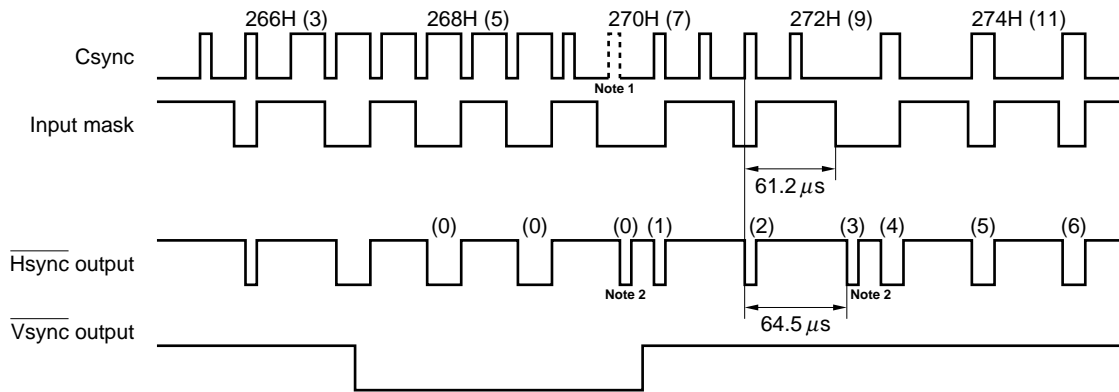 266H (3) 268H (5) 270H (7) 272H (9) 274H (11)
Csync
Note 1
Input mask
61.2 μs
(0) (0) (0) (1) (2) (3) (4) (5) (6)
Hsync output
Note 2 Note 2
64.5 μs
Vsync output